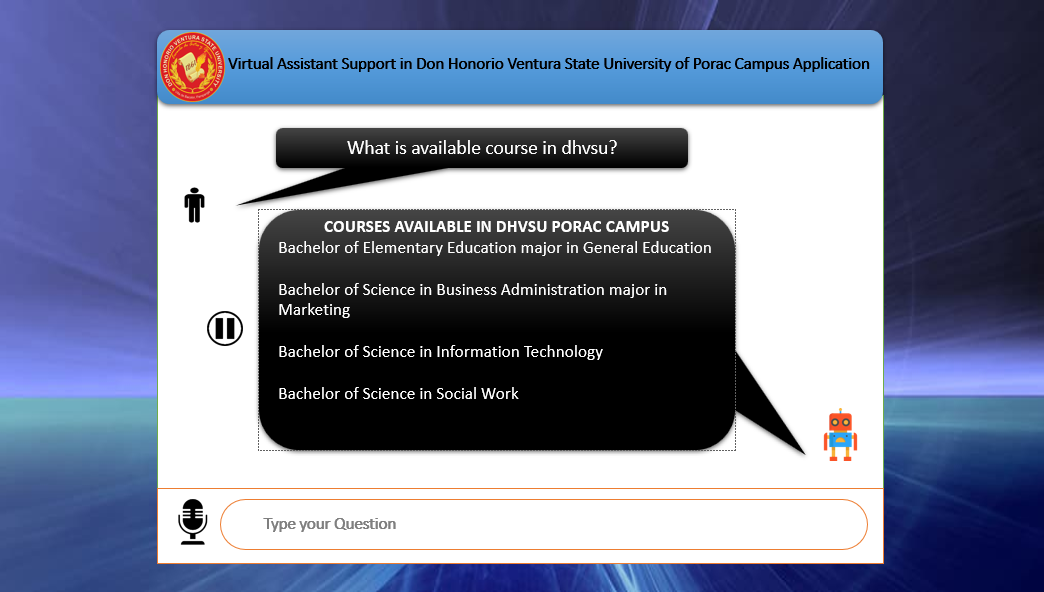 DON HONORIO VENTURA STATE UNIVERSITY
Virtual Assistant Support in Don Honorio Ventura State University of Porac Campus Application
What is available course in dhvsu?
COURSES AVAILABLE IN DHVSU PORAC CAMPUS
Bachelor of Elementary Education major in General Education
Bachelor of Science in Business Administration major in
Marketing
Bachelor of Science in Information Technology
Bachelor of Science in Social Work
Type your Question